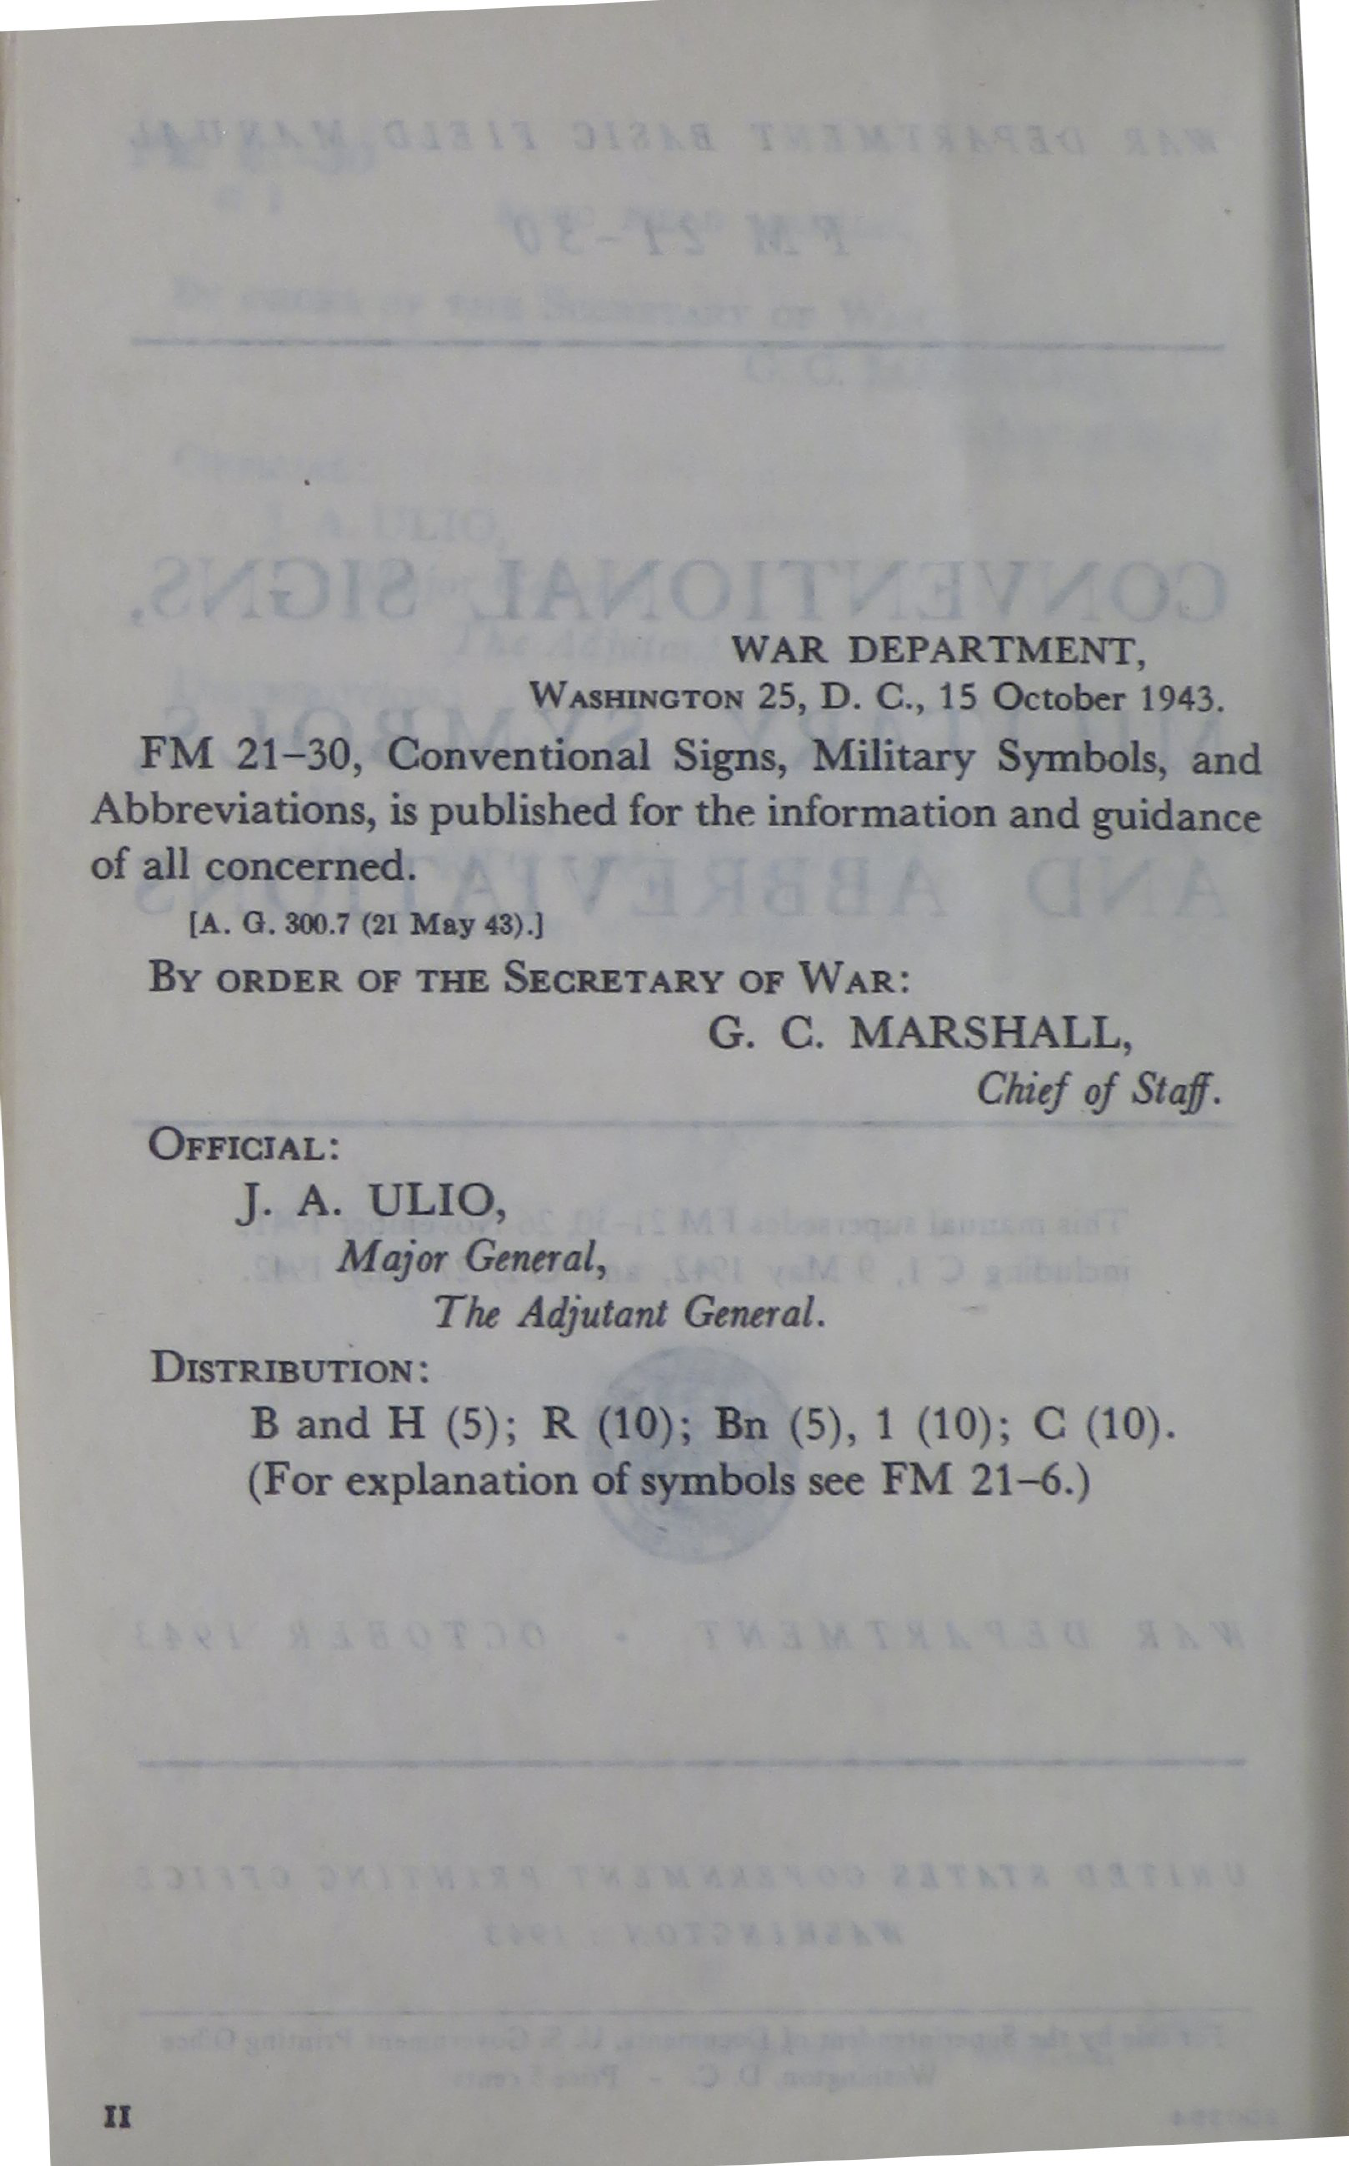 WAR DEPARTMENT,
WASHINGTON 25, D. C., 15 October 1943.
FM 21–30, Conventional Signs, Military Symbols, and
Abbreviations, is published for the information and guidance
of all concerned.
[A. G. 300.7 (21 May 43).]
BY ORDER OF THE SECRETARY OF WAR:
G. C. MARSHALL,
Chief of Staff.
OFFICIAL:
J. A. ULIO,
Major General,
The Adjutant General.
DISTRIBUTION:
B and H (5); R (10); Bn (5), 1 (10); C (10).
(For explanation of symbols see FM 21–6.)
II